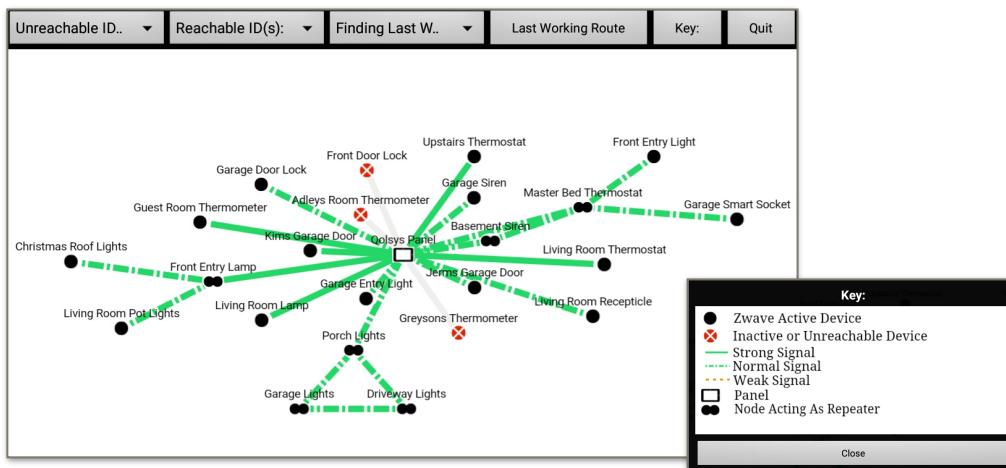 Unreachable ID..
Reachable ID(s):
Finding Last W..
Last Working Route
Key:
Quit
Upstairs Thermostat
Front Entry Light
Front Door Lock
Garage Door Lock
Garage Siren
Master Bed Thermostat
Adleys Room Thermometer
Guest Room Thermometer
Garage Smart Socket
Basement Siren
Kims Garage Door
Qolsys Panel
Christmas Roof Lights
Living Room Thermostat
Front Entry Lamp
Jerms Garage Door
Garage Entry Light
Living Room Lamp
Living Room Recepticle
Living Room Pot Lights
Greysons Thermometer
Porch Lights
Garage Lights
Driveway Lights
Key:
Zwave Active Device
Inactive or Unreachable Device
Strong Signal
Normal Signal
Weak Signal
Panel
Node Acting As Repeater
Close